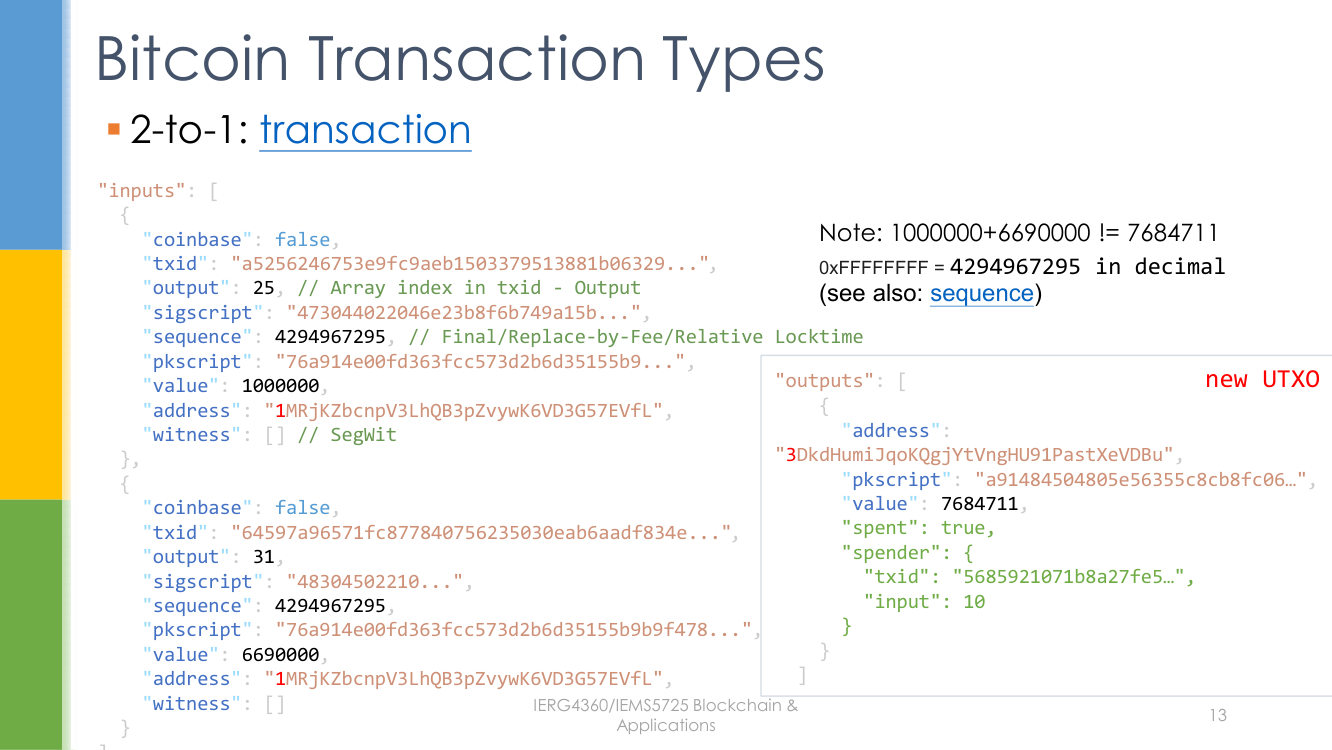 Bitcoin Transaction Types
2-to-1: transaction
"inputs": [
{
"coinbase": false,
"txid": "a5256246753e9fc9aeb1503379513881b06329...",
"output": 25, // Array index in txid - Output
"sigscript": "473044022046e23b8f6b749a15b...",
"sequence": 4294967295, // Final/Replace-by-Fee/Relative Locktime
"pkscript": "76a914e00fd363fcc573d2b6d35155b9...",
"value": 1000000,
"address": "1MRjKZbcnpV3LhQB3pZvywK6VD3G57EVfL",
"witness": [] // SegWit
},
{
"coinbase": false,
"txid": "64597a96571fc877840756235030eab6aadf834e...",
"output": 31,
"sigscript": "48304502210...",
"sequence": 4294967295,
"pkscript": "76a914e00fd363fcc573d2b6d35155b9b9f478...",
"value": 6690000,
"address": "1MRjKZbcnpV3LhQB3pZvywK6VD3G57EVfL",
"witness": []
}
]
Note: 1000000+6690000 != 7684711
0xFFFFFFFF = 4294967295 in decimal
(see also: sequence)
new UTXO
"outputs": [
{
"address":
"3DkdHumiJqoKQgjYtVngHU91PastXeVDBu",
"pkscript": "a91484504805e56355c8cb8fc06…",
"value": 7684711,
"spent": true,
"spender": {
"txid": "5685921071b8a27fe5…",
"input": 10
}
}
]
IERG4360/IEMS5725 Blockchain &
Applications
13